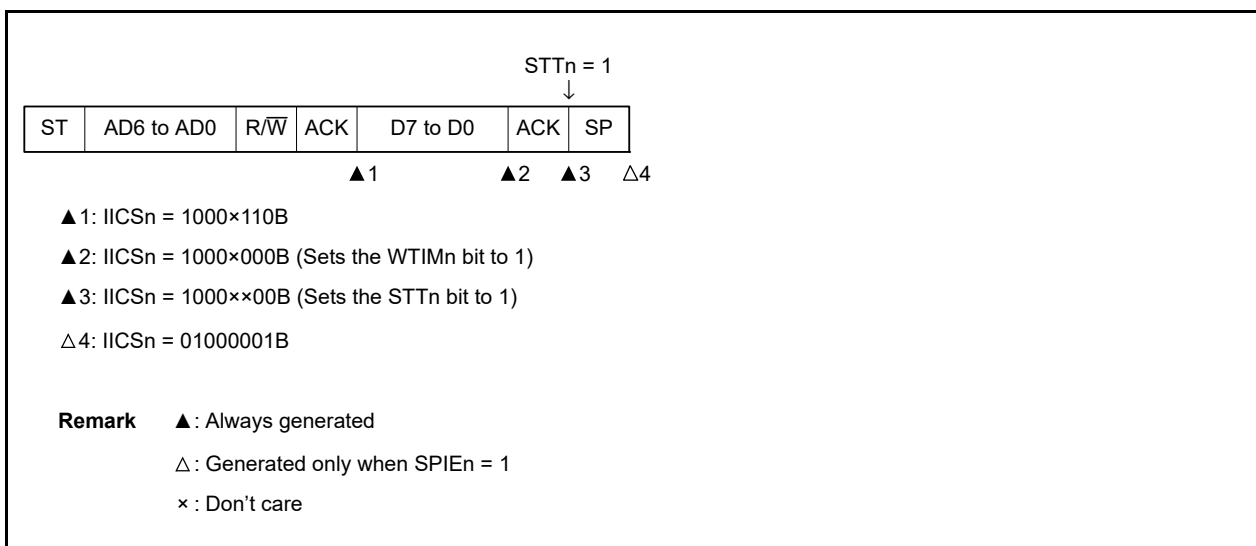 STTn = 1
↓
ST AD6 to AD0 R/W̅ ACK D7 to D0 ACK SP
▲1 ▲2 ▲3 △4
▲1: IICSn = 1000×110B
▲2: IICSn = 1000×000B (Sets the WTIMn bit to 1)
▲3: IICSn = 1000××00B (Sets the STTn bit to 1)
△4: IICSn = 01000001B
Remark ▲: Always generated
△: Generated only when SPIEn = 1
×: Don’t care